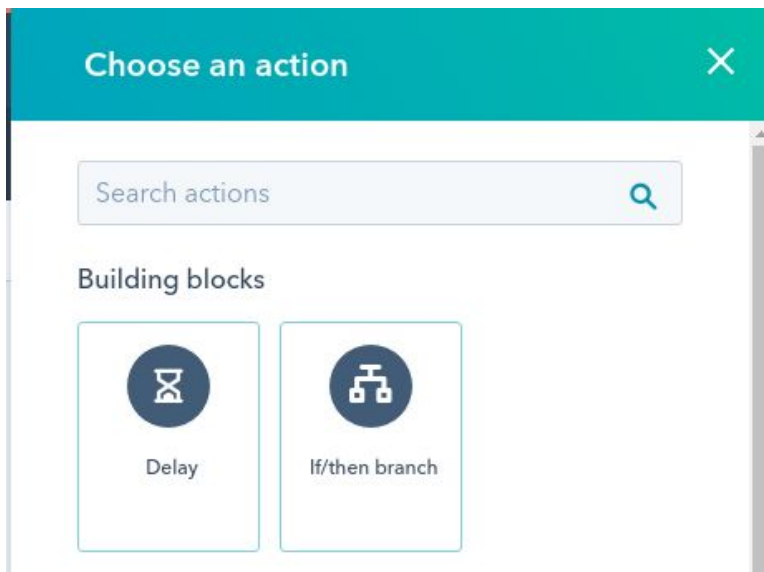 Choose an action
Search actions
Building blocks
Delay
If/then branch